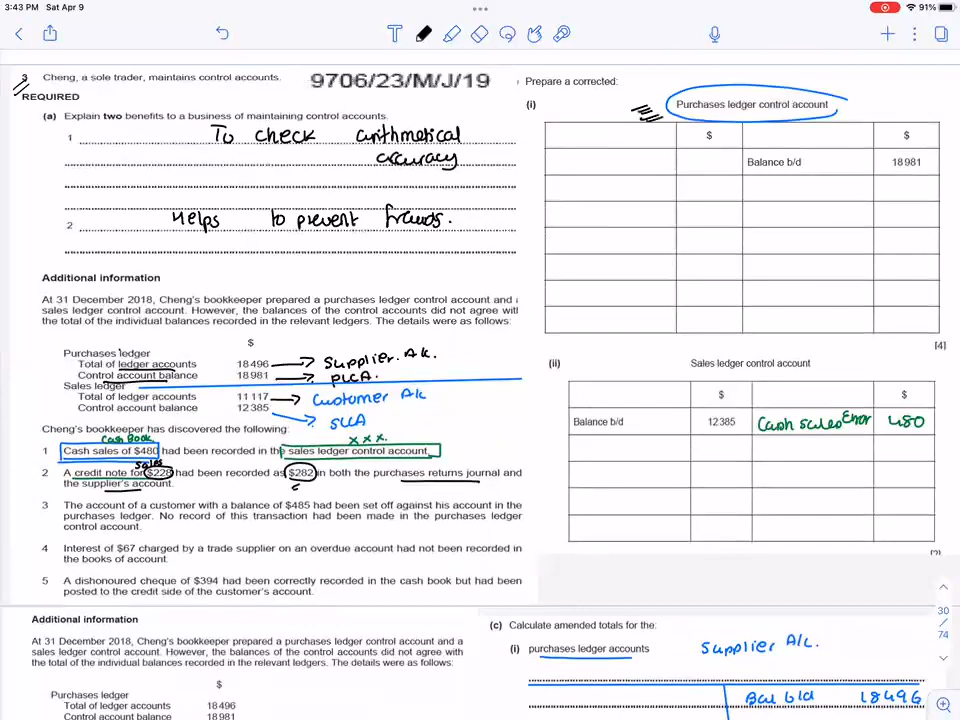 3:43 PM Sat Apr 9
91%
3 Cheng, a sole trader, maintains control accounts.
9706/23/M/J/19
REQUIRED
(a) Explain two benefits to a business of maintaining control accounts.
1 To check arithmetical
accuracy
2 Helps to prevent frauds.
Additional information
At 31 December 2018, Cheng's bookkeeper prepared a purchases ledger control account and
sales ledger control account. However, the balances of the control accounts did not agree with
the total of the individual balances recorded in the relevant ledgers. The details were as follows:
$
Purchases ledger
Total of ledger accounts 18 496 Supplier. A/c.
Control account balance 18 981 PLCA.
Sales ledger
Total of ledger accounts 11 117 Customer A/c
Control account balance 12 385 SLCA
Cheng's bookkeeper has discovered the following:
Cash Book x x x.
1 Cash sales of $480 had been recorded in the sales ledger control account.
sales
2 A credit note for $228 had been recorded as $282 in both the purchases returns journal and
the supplier's account.
3 The account of a customer with a balance of $485 had been set off against his account in the
purchases ledger. No record of this transaction had been made in the purchases ledger
control account.
4 Interest of $67 charged by a trade supplier on an overdue account had not been recorded in
the books of account.
5 A dishonoured cheque of $394 had been correctly recorded in the cash book but had been
posted to the credit side of the customer's account.
Prepare a corrected:
(i) Purchases ledger control account
$ $
Balance b/d 18 981
[4]
(ii) Sales ledger control account
$ $
Balance b/d 12 385 Cash sales Error 480
Additional information
At 31 December 2018, Cheng's bookkeeper prepared a purchases ledger control account and a
sales ledger control account. However, the balances of the control accounts did not agree with
the total of the individual balances recorded in the relevant ledgers. The details were as follows:
$
Purchases ledger
Total of ledger accounts 18 496
Control account balance 18 981
(c) Calculate amended totals for the:
(i) purchases ledger accounts Supplier A/c.
Bal b/d 18496
30
/
74